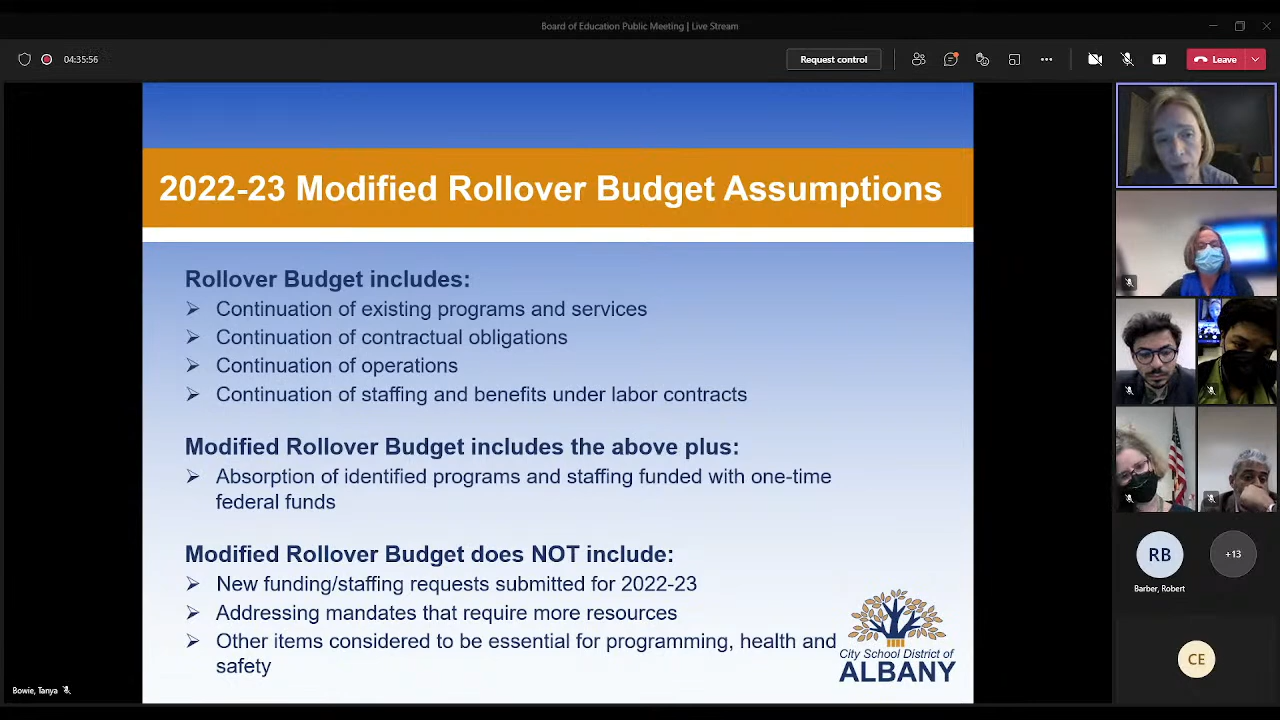 Board of Education Public Meeting | Live Stream
04:35:56
Request control
Leave
2022-23 Modified Rollover Budget Assumptions
Rollover Budget includes:
Continuation of existing programs and services
Continuation of contractual obligations
Continuation of operations
Continuation of staffing and benefits under labor contracts
Modified Rollover Budget includes the above plus:
Absorption of identified programs and staffing funded with one-time
federal funds
Modified Rollover Budget does NOT include:
New funding/staffing requests submitted for 2022-23
Addressing mandates that require more resources
Other items considered to be essential for programming, health and
safety
City School District of
ALBANY
RB
+13
Barber, Robert
CE
Bowie, Tanya